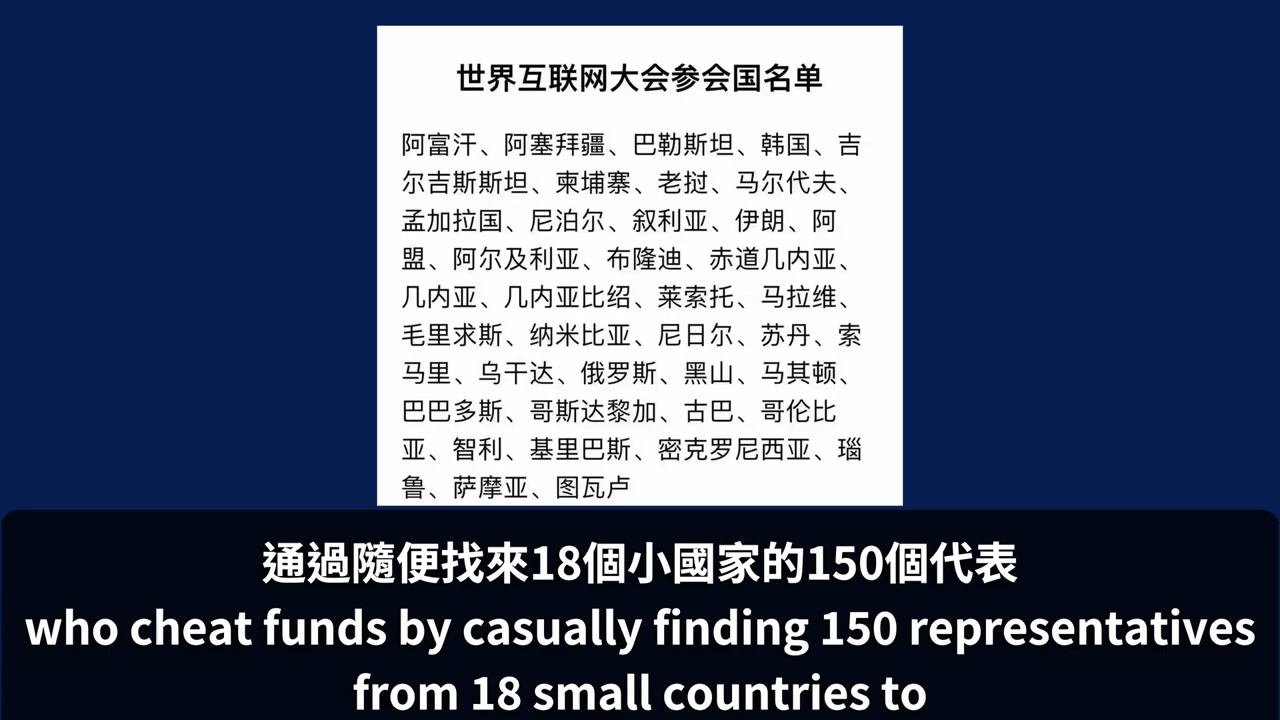 世界互联网大会参会国名单
阿富汗、阿塞拜疆、巴勒斯坦、韩国、吉
尔吉斯斯坦、柬埔寨、老挝、马尔代夫、
孟加拉国、尼泊尔、叙利亚、伊朗、阿
盟、阿尔及利亚、布隆迪、赤道几内亚、
几内亚、几内亚比绍、莱索托、马拉维、
毛里求斯、纳米比亚、尼日尔、苏丹、索
马里、乌干达、俄罗斯、黑山、马其顿、
巴巴多斯、哥斯达黎加、古巴、哥伦比
亚、智利、基里巴斯、密克罗尼西亚、瑙
鲁、萨摩亚、图瓦卢
通過隨便找來18個小國家的150個代表
who cheat funds by casually finding 150 representatives
from 18 small countries to